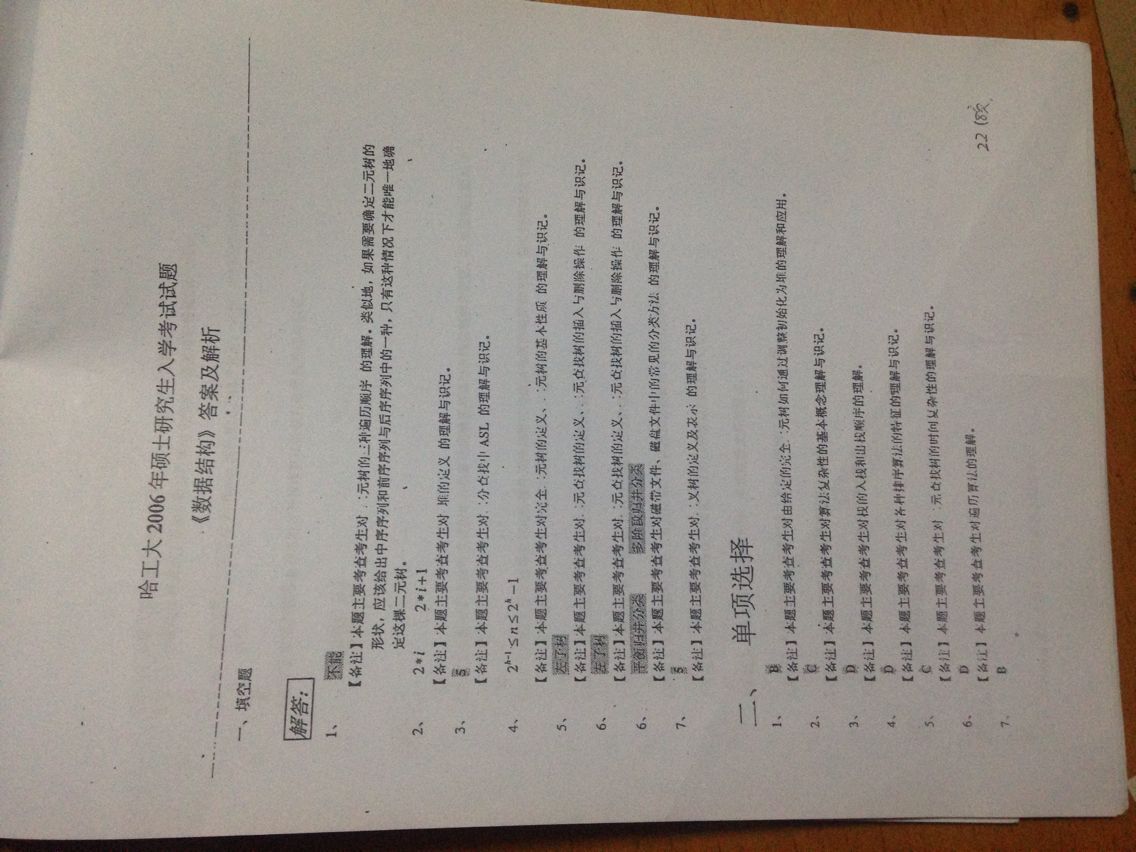 哈工大 2006 年硕士研究生入学考试试题
《数据结构》答案及解析
一、填空题
解答:
1、 不能
【备注】本题主要考查考生对二元树的三种遍历顺序 的理解。类似地,如果需要确定二元树的
形状,应该给出中序序列和前序序列与后序序列中的一种,只有这种情况下才能唯一地确
定这棵二元树。
2、 2*i 2*i+1
【备注】本题主要考查考生对 堆的定义 的理解与识记。
3、 5
【备注】本题主要考查考生对二分查找中 ASL 的理解与识记。
4、 2^{h-1} ≤ n ≤ 2^h -1
【备注】本题主要考查考生对完全二元树的定义、二元树的基本性质 的理解与识记。
5、 左子树
【备注】本题主要考查考生对二元查找树的定义、二元查找树的插入与删除操作 的理解与识记。
6、 左子树
【备注】本题主要考查考生对二元查找树的定义、二元查找树的插入与删除操作 的理解与识记。
6、 平衡归并分类 多阶段归并分类
【备注】本题主要考查考生对磁带文件、磁盘文件中的常见的分类方法 的理解与识记。
7、 5
【备注】本题主要考查考生对二叉树的定义及表示 的理解与识记。
二、 单项选择
1、 B
【备注】本题主要考查考生对由给定的完全二元树如何通过调整初始化为堆的理解和应用。
2、 C
【备注】本题主要考查考生对算法复杂性的基本概念理解与识记。
3、 D
【备注】本题主要考查考生对栈的入栈和出栈顺序的理解。
4、 D
【备注】本题主要考查考生对各种排序算法的特征的理解与识记。
5、 C
【备注】本题主要考查考生对二元查找树的时间复杂性的理解与识记。
6、 D
【备注】本题主要考查考生对遍历算法的理解。
7、 B
22